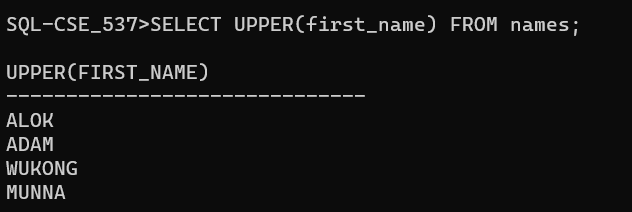 SQL-CSE_537>SELECT UPPER(first_name) FROM names;
UPPER(FIRST_NAME)
------------------------------
ALOK
ADAM
WUKONG
MUNNA